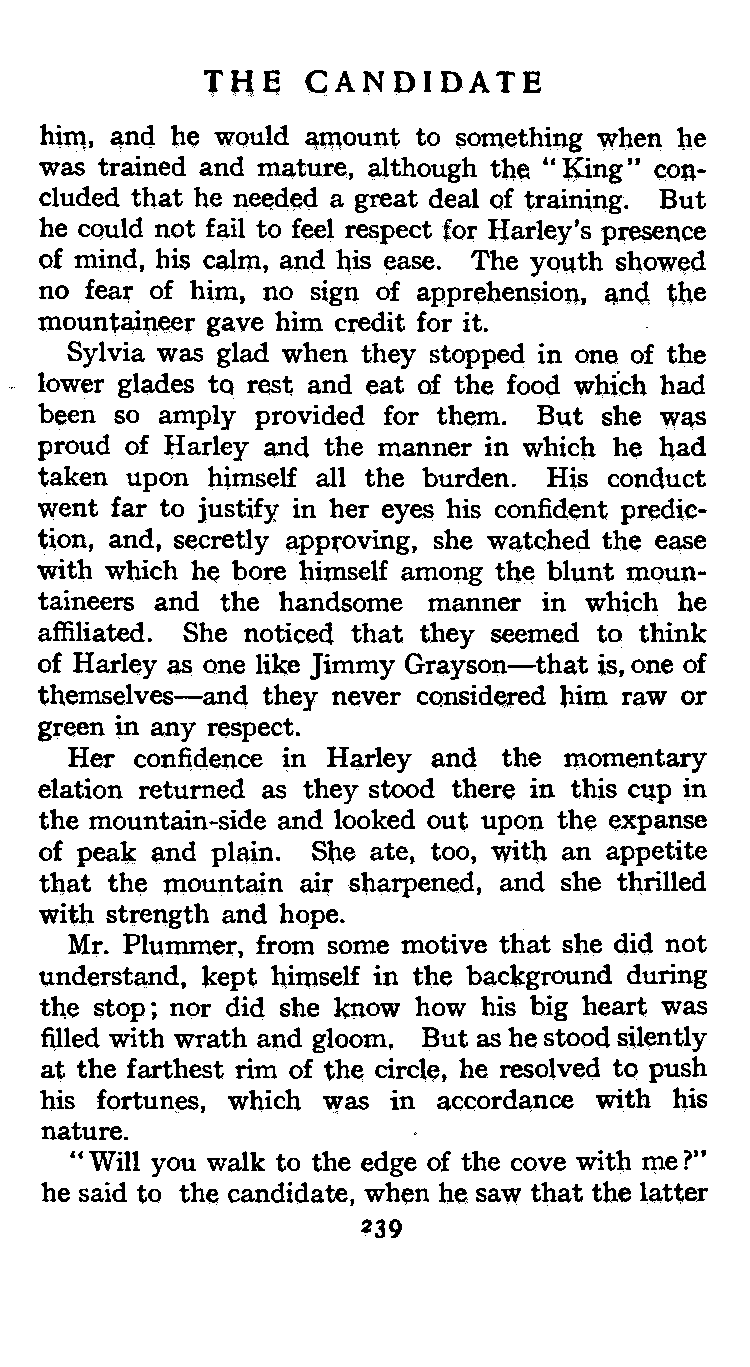 THE CANDIDATE
him, and he would amount to something when he
was trained and mature, although the "King" con-
cluded that he needed a great deal of training. But
he could not fail to feel respect for Harley's presence
of mind, his calm, and his ease. The youth showed
no fear of him, no sign of apprehension, and the
mountaineer gave him credit for it.
Sylvia was glad when they stopped in one of the
lower glades to rest and eat of the food which had
been so amply provided for them. But she was
proud of Harley and the manner in which he had
taken upon himself all the burden. His conduct
went far to justify in her eyes his confident predic-
tion, and, secretly approving, she watched the ease
with which he bore himself among the blunt moun-
taineers and the handsome manner in which he
affiliated. She noticed that they seemed to think
of Harley as one like Jimmy Grayson—that is, one of
themselves—and they never considered him raw or
green in any respect.
Her confidence in Harley and the momentary
elation returned as they stood there in this cup in
the mountain-side and looked out upon the expanse
of peak and plain. She ate, too, with an appetite
that the mountain air sharpened, and she thrilled
with strength and hope.
Mr. Plummer, from some motive that she did not
understand, kept himself in the background during
the stop; nor did she know how his big heart was
filled with wrath and gloom. But as he stood silently
at the farthest rim of the circle, he resolved to push
his fortunes, which was in accordance with his
nature.
"Will you walk to the edge of the cove with me?"
he said to the candidate, when he saw that the latter
239